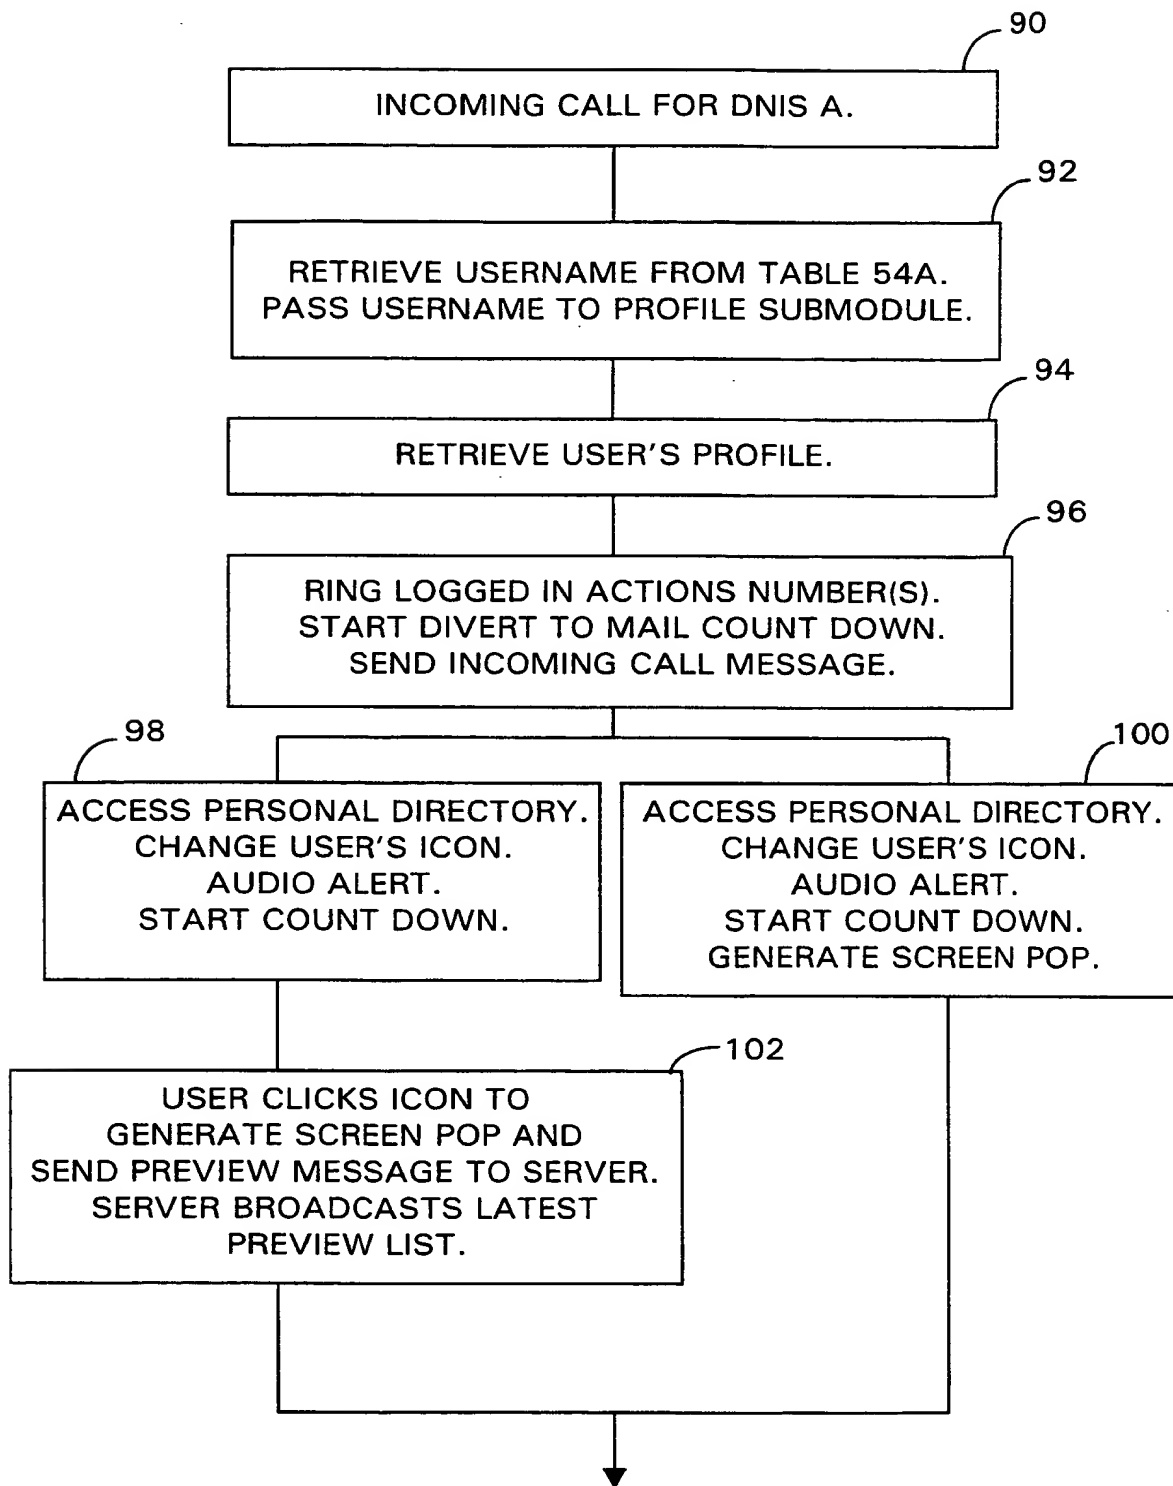 90
INCOMING CALL FOR DNIS A.
92
RETRIEVE USERNAME FROM TABLE 54A.
PASS USERNAME TO PROFILE SUBMODULE.
94
RETRIEVE USER'S PROFILE.
96
RING LOGGED IN ACTIONS NUMBER(S).
START DIVERT TO MAIL COUNT DOWN.
SEND INCOMING CALL MESSAGE.
98
ACCESS PERSONAL DIRECTORY.
CHANGE USER'S ICON.
AUDIO ALERT.
START COUNT DOWN.
100
ACCESS PERSONAL DIRECTORY.
CHANGE USER'S ICON.
AUDIO ALERT.
START COUNT DOWN.
GENERATE SCREEN POP.
102
USER CLICKS ICON TO
GENERATE SCREEN POP AND
SEND PREVIEW MESSAGE TO SERVER.
SERVER BROADCASTS LATEST
PREVIEW LIST.